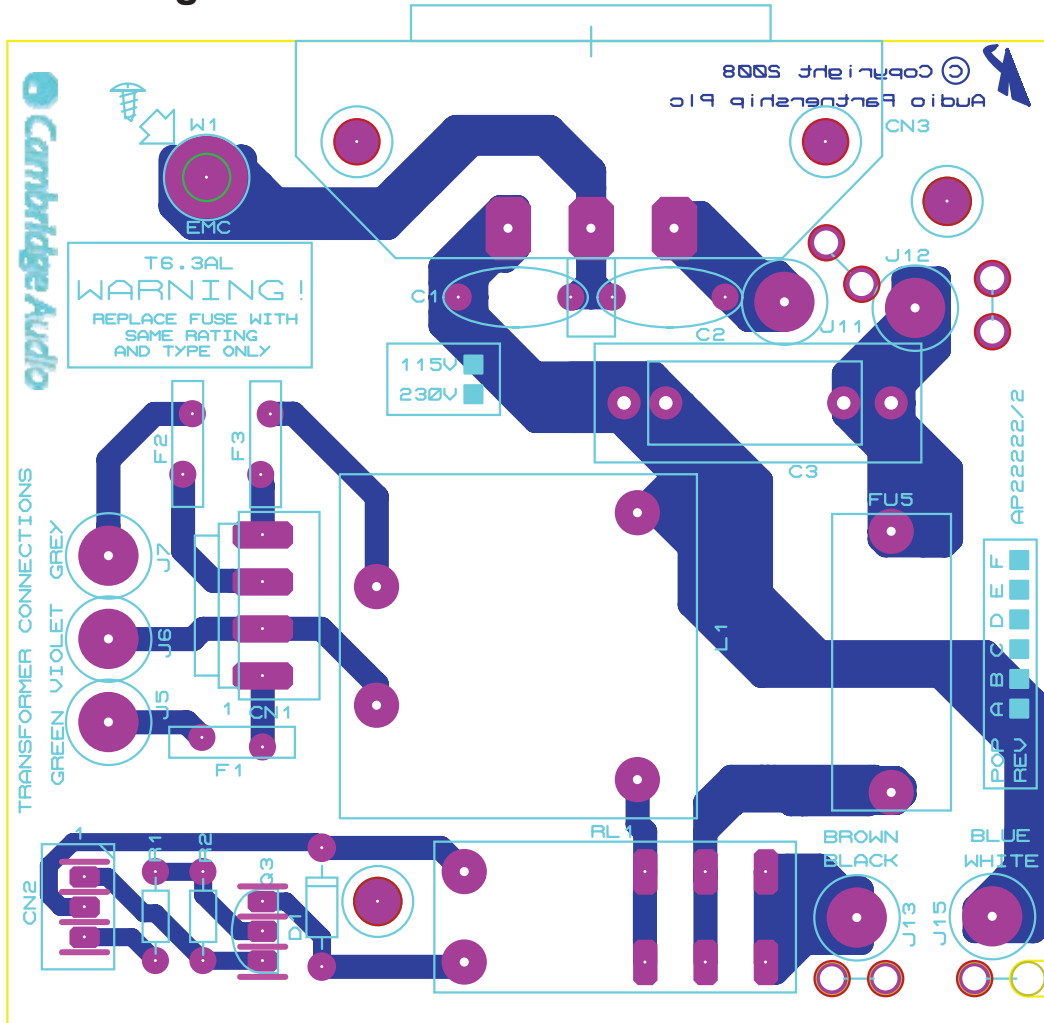 g
© Copyright 2008
Audio Partnership Plc
Cambridge Audio
W1
EMC
CN3
T6.3AL
WARNING!
REPLACE FUSE WITH
SAME RATING
AND TYPE ONLY
C1
C2
J11
J12
115V
230V
C3
F2
F3
FU5
AP22222/2
TRANSFORMER CONNECTIONS
GREEN VIOLET GREY
J7
J6
J5
1
CN1
F1
L1
POP A B C D E F
REV
RL1
BROWN
BLACK
BLUE
WHITE
J13
J15
CN2
1
R1
R2
Q3
D1